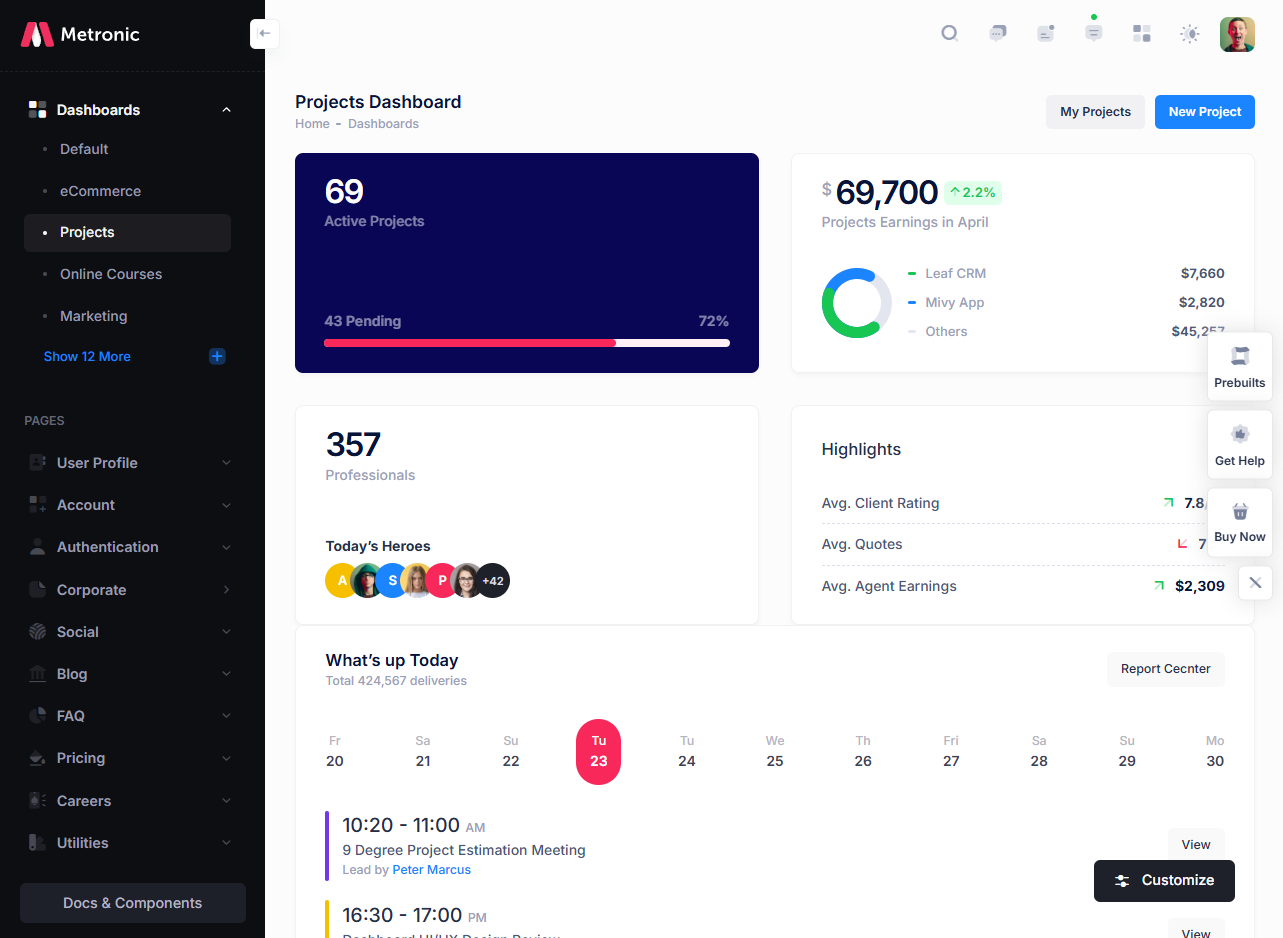 Metronic
Dashboards
Default
eCommerce
Projects
Online Courses
Marketing
Show 12 More
PAGES
User Profile
Account
Authentication
Corporate
Social
Blog
FAQ
Pricing
Careers
Utilities
Docs & Components
Projects Dashboard
Home - Dashboards
My Projects
New Project
69
Active Projects
43 Pending 72%
$ 69,700 2.2%
Projects Earnings in April
Leaf CRM $7,660
Mivy App $2,820
Others $45,257
Prebuilts
Get Help
Buy Now
357
Professionals
Today's Heroes
A S P +42
Highlights
Avg. Client Rating 7.8
Avg. Quotes 7
Avg. Agent Earnings $2,309
What's up Today
Total 424,567 deliveries
Report Cecnter
Fr Sa Su Tu Tu We Th Fri Sa Su Mo
20 21 22 23 24 25 26 27 28 29 30
10:20 - 11:00 AM
9 Degree Project Estimation Meeting
Lead by Peter Marcus
View
Customize
16:30 - 17:00 PM
Dashboard UI/UX Design Review
View